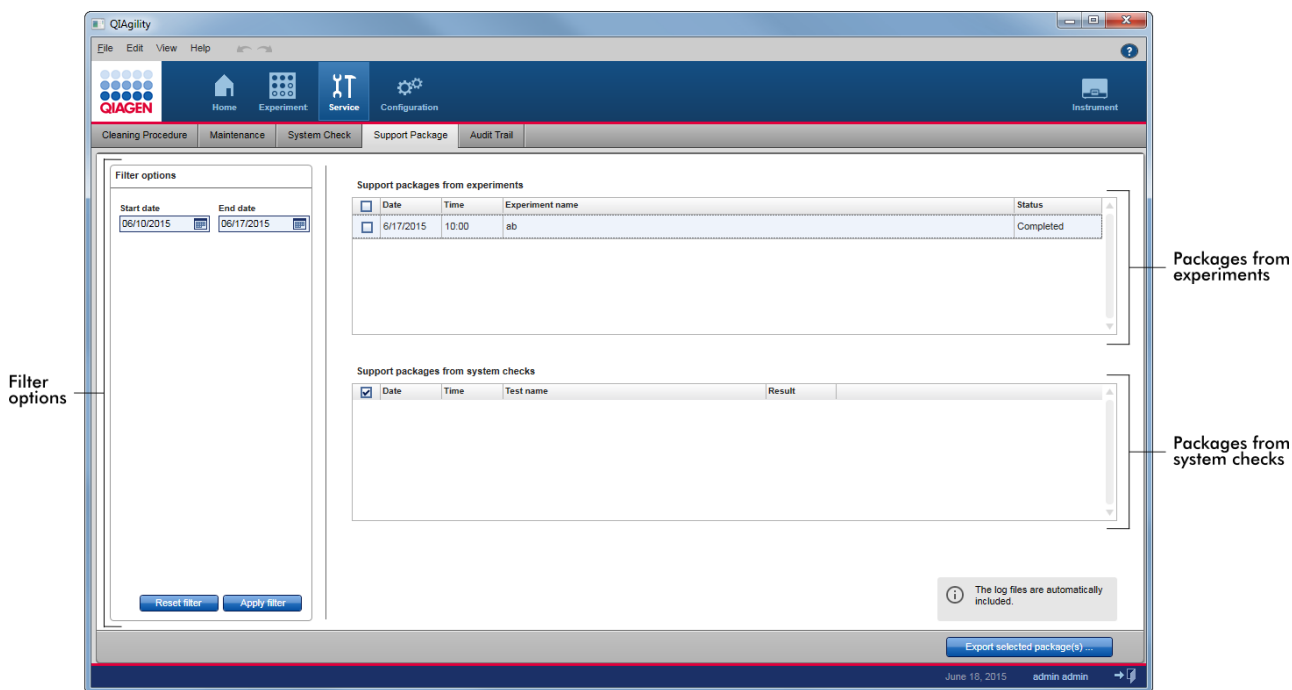 QIAgility
File Edit View Help
?
QIAGEN
Home Experiment Service Configuration
Instrument
Cleaning Procedure Maintenance System Check Support Package Audit Trail
Filter options
Start date End date
06/10/2015 06/17/2015
Reset filter Apply filter
Support packages from experiments
Date Time Experiment name Status
6/17/2015 10:00 ab Completed
Support packages from system checks
Date Time Test name Result
The log files are automatically
included.
Export selected package(s) ...
June 18, 2015 admin admin
Filter
options
Packages from
experiments
Packages from
system checks